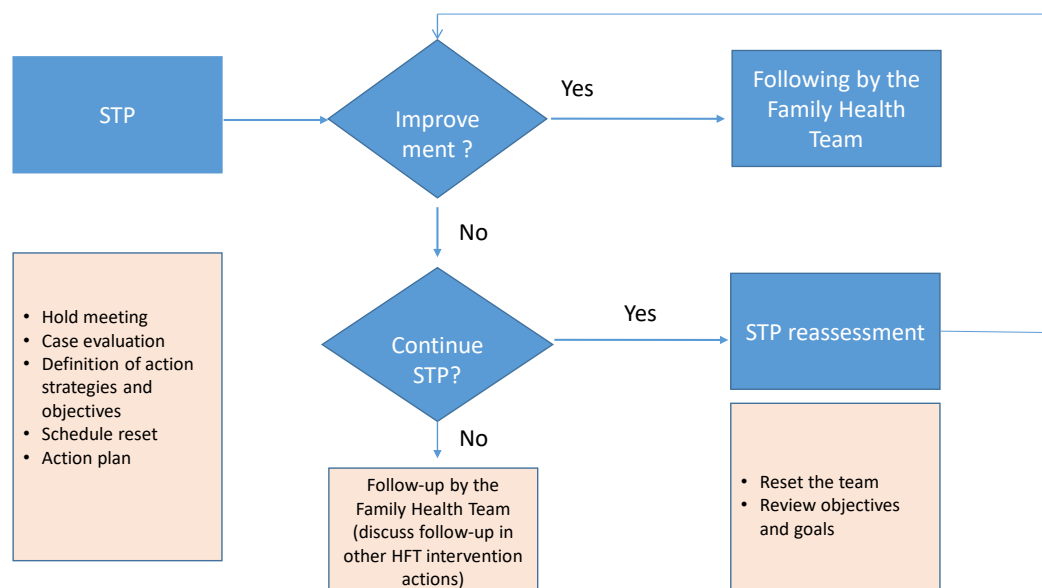 STP
Improve
ment ?
Yes
Following by the
Family Health
Team
No
• Hold meeting
• Case evaluation
• Definition of action
strategies and
objectives
• Schedule reset
• Action plan
Continue
STP?
Yes
STP reassessment
No
Follow-up by the
Family Health Team
(discuss follow-up in
other HFT intervention
actions)
• Reset the team
• Review objectives
and goals